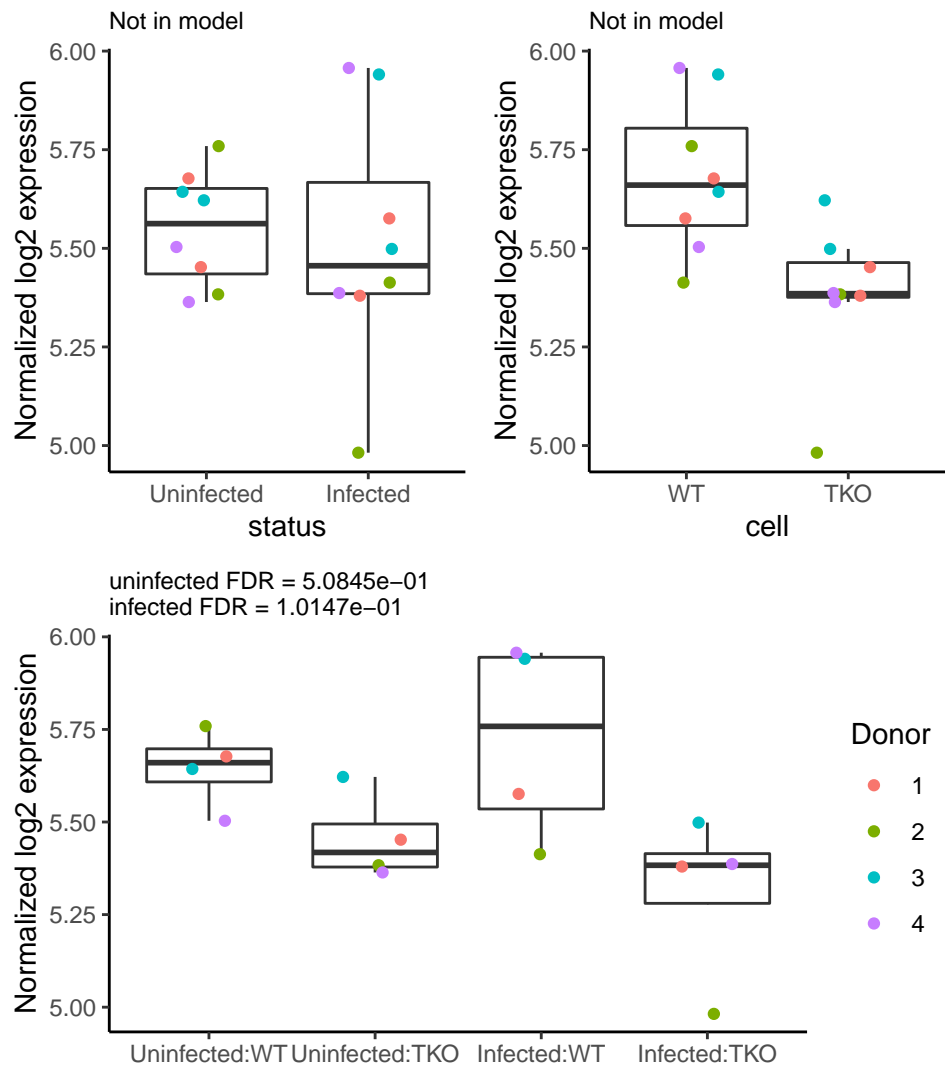 Not in model
Normalized log2 expression
6.00
5.75
5.50
5.25
5.00
Uninfected Infected
status
Not in model
Normalized log2 expression
6.00
5.75
5.50
5.25
5.00
WT TKO
cell
uninfected FDR = 5.0845e−01
infected FDR = 1.0147e−01
Normalized log2 expression
6.00
5.75
5.50
5.25
5.00
Uninfected:WT Uninfected:TKO Infected:WT Infected:TKO
Donor
1
2
3
4